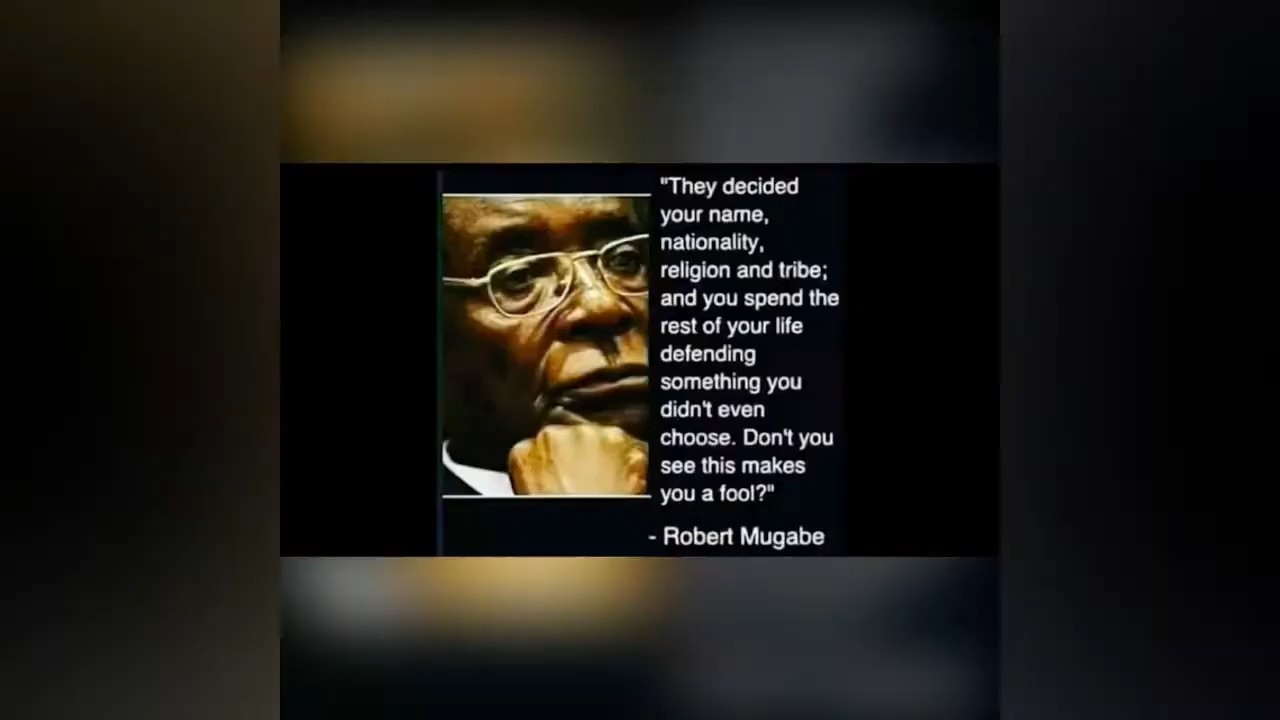 "They decided
your name,
nationality,
religion and tribe;
and you spend the
rest of your life
defending
something you
didn't even
choose. Don't you
see this makes
you a fool?"
- Robert Mugabe